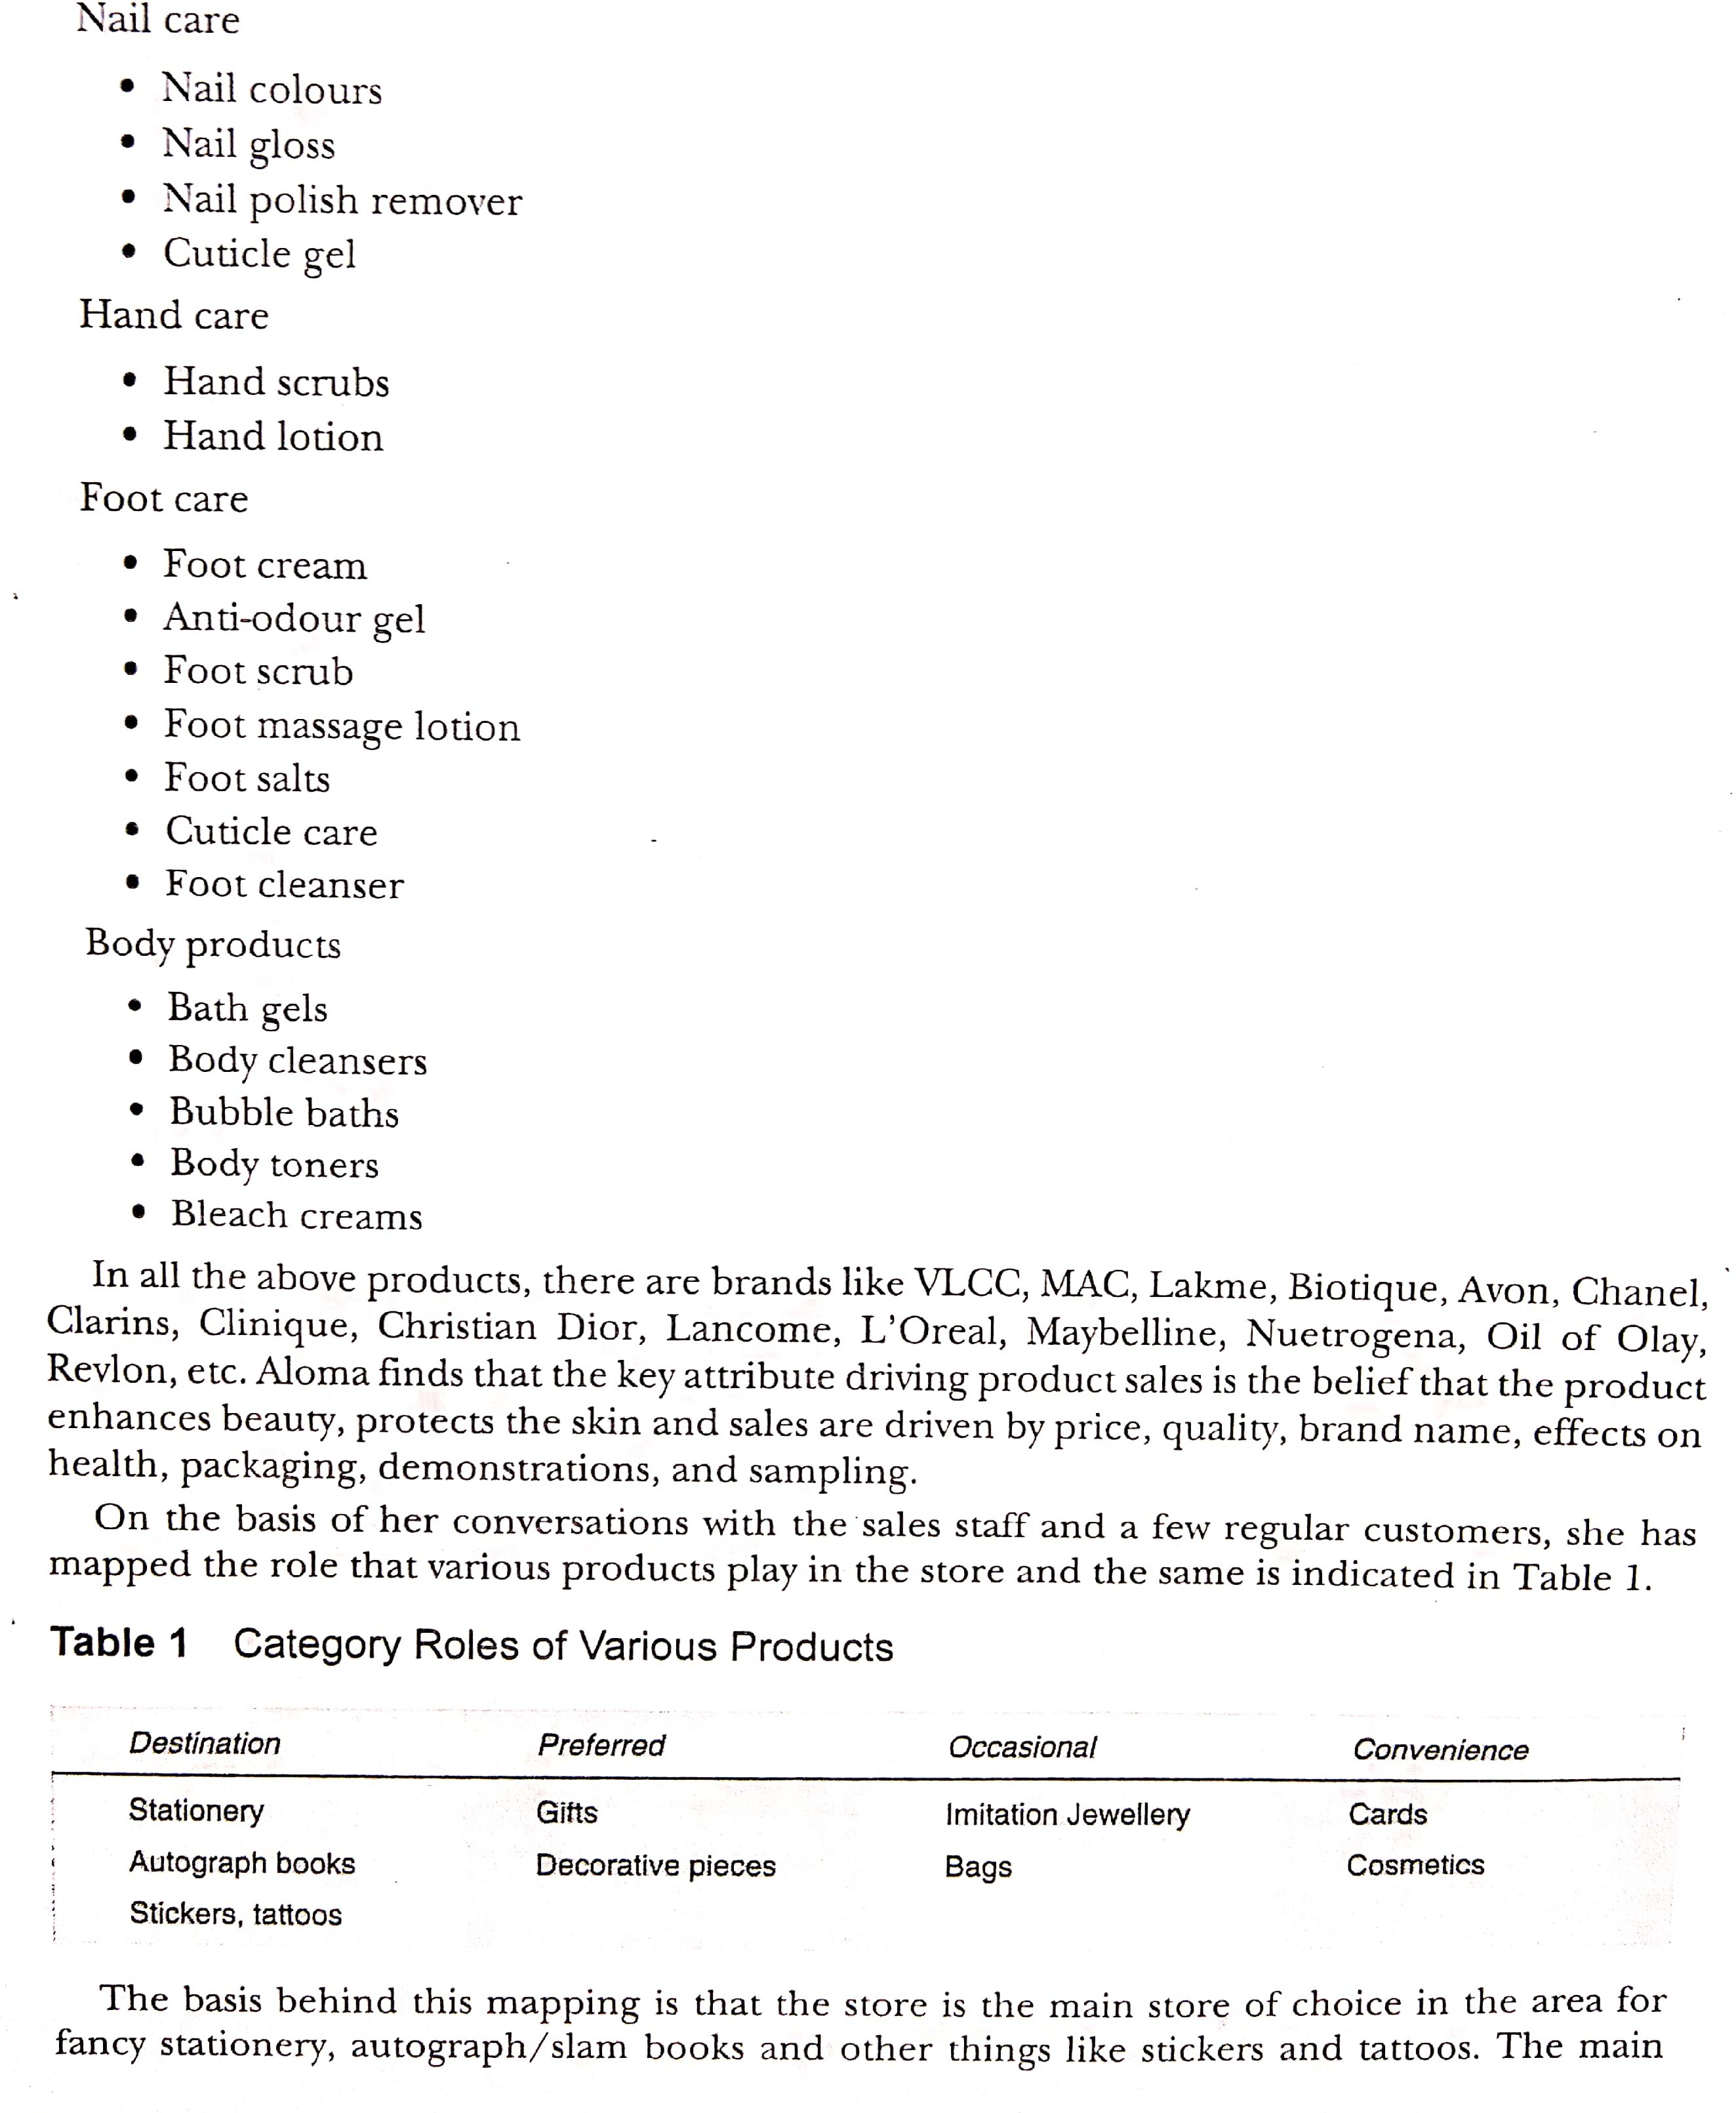 Nail care
• Nail colours
• Nail gloss
• Nail polish remover
• Cuticle gel
Hand care
• Hand scrubs
• Hand lotion
Foot care
• Foot cream
• Anti-odour gel
• Foot scrub
• Foot massage lotion
• Foot salts
• Cuticle care
• Foot cleanser
Body products
• Bath gels
• Body cleansers
• Bubble baths
• Body toners
• Bleach creams
In all the above products, there are brands like VLCC, MAC, Lakme, Biotique, Avon, Chanel,
Clarins, Clinique, Christian Dior, Lancome, L'Oreal, Maybelline, Nuetrogena, Oil of Olay,
Revlon, etc. Aloma finds that the key attribute driving product sales is the belief that the product
enhances beauty, protects the skin and sales are driven by price, quality, brand name, effects on
health, packaging, demonstrations, and sampling.
On the basis of her conversations with the sales staff and a few regular customers, she has
mapped the role that various products play in the store and the same is indicated in Table 1.
Table 1 Category Roles of Various Products
Destination Preferred Occasional Convenience
Stationery Gifts Imitation Jewellery Cards
Autograph books Decorative pieces Bags Cosmetics
Stickers, tattoos
The basis behind this mapping is that the store is the main store of choice in the area for
fancy stationery, autograph/slam books and other things like stickers and tattoos. The main